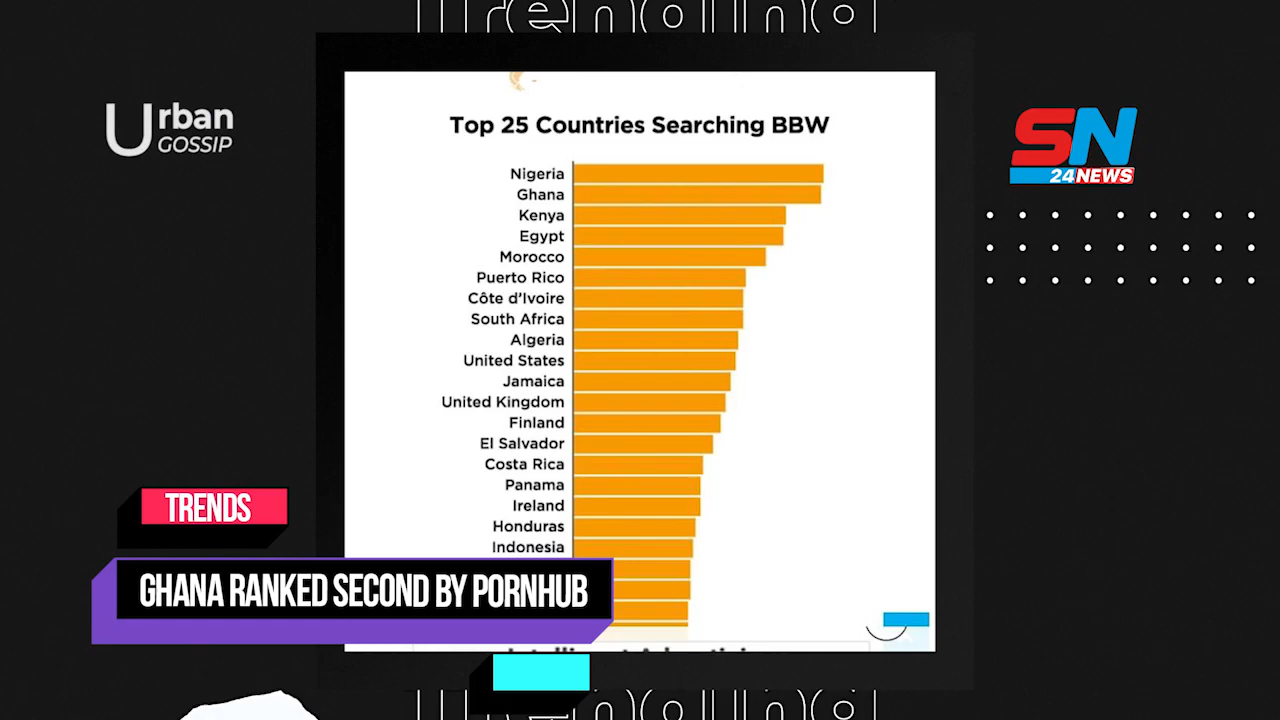 Trending
Urban
GOSSIP
SN
24NEWS
Top 25 Countries Searching BBW
Nigeria
Ghana
Kenya
Egypt
Morocco
Puerto Rico
Côte d'Ivoire
South Africa
Algeria
United States
Jamaica
United Kingdom
Finland
El Salvador
Costa Rica
Panama
Ireland
Honduras
Indonesia
TRENDS
GHANA RANKED SECOND BY PORNHUB
Trending